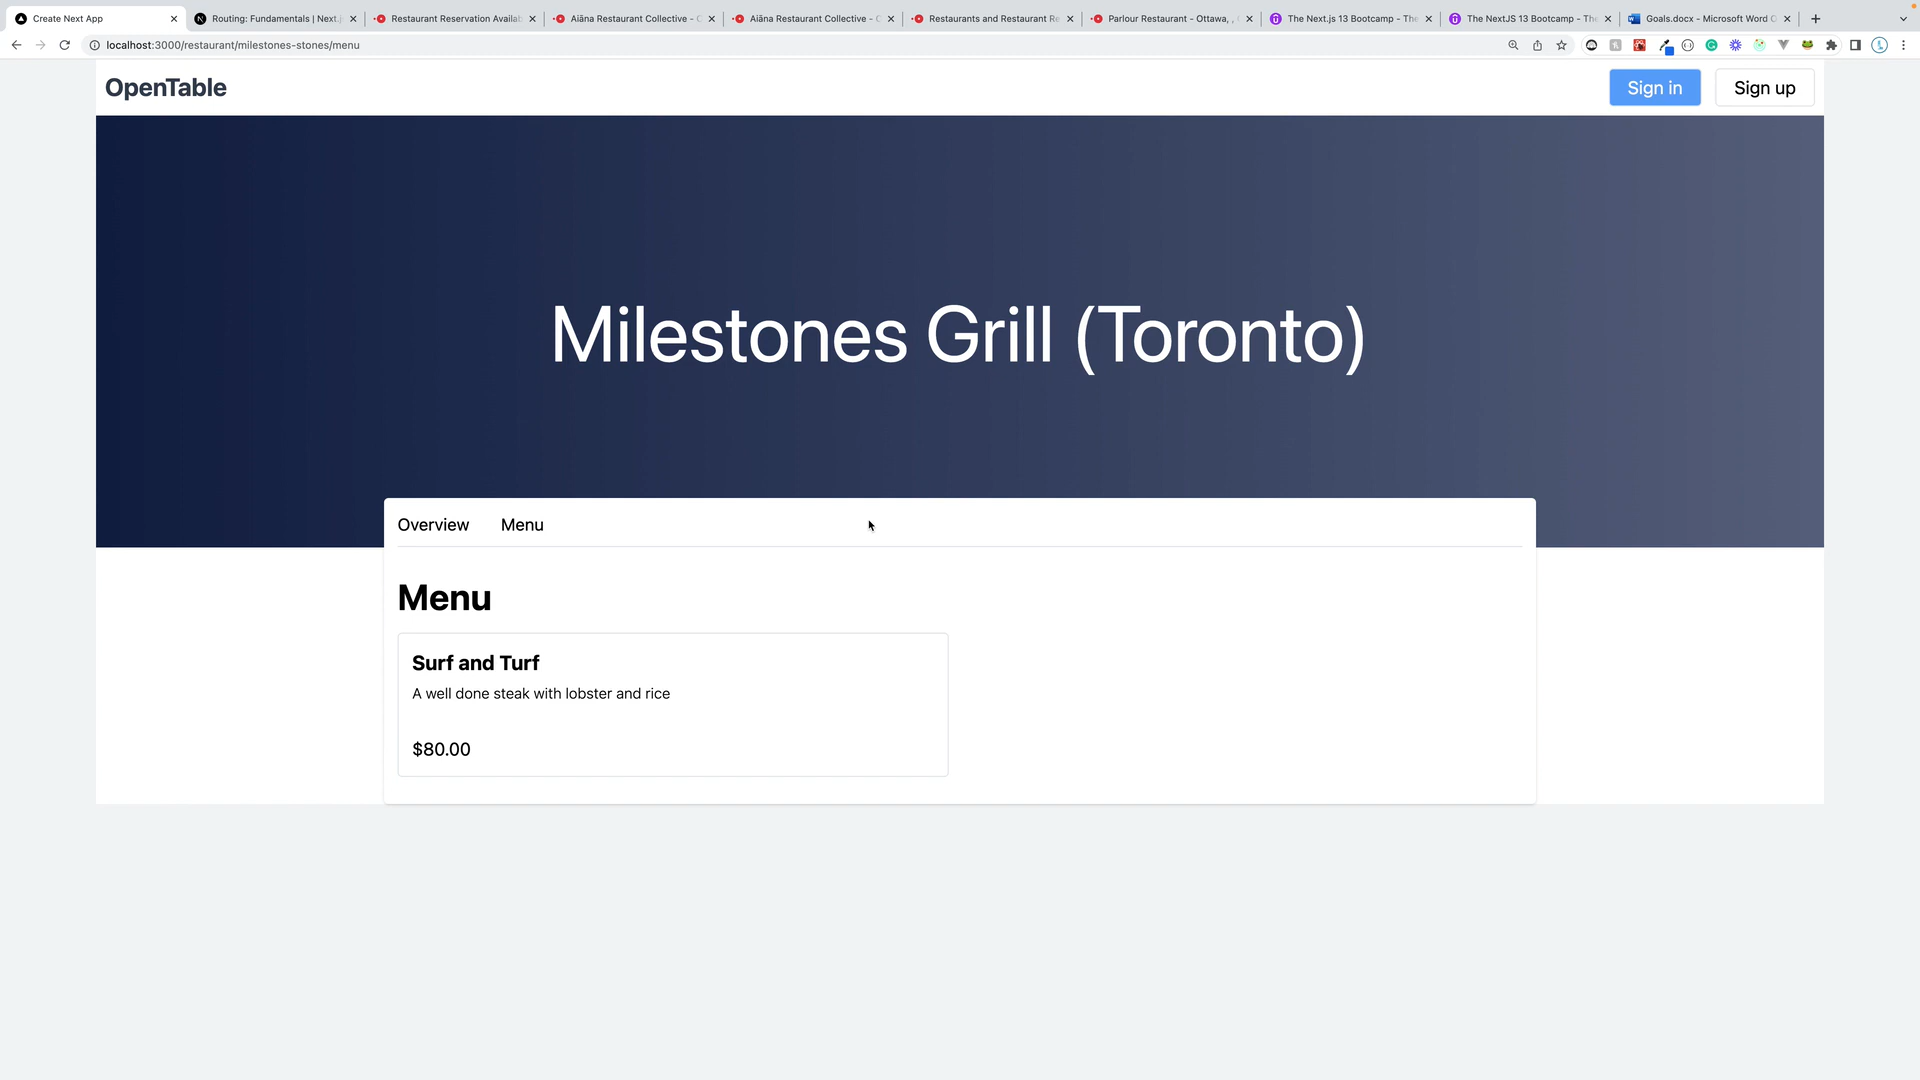 Create Next App
Routing: Fundamentals | Next.j
Restaurant Reservation Availab
Aiāna Restaurant Collective - C
Aiāna Restaurant Collective - C
Restaurants and Restaurant Re
Parlour Restaurant - Ottawa, ,
The Next.js 13 Bootcamp - The
The NextJS 13 Bootcamp - The
Goals.docx - Microsoft Word O
localhost:3000/restaurant/milestones-stones/menu
OpenTable
Sign in
Sign up
Milestones Grill (Toronto)
Overview
Menu
Menu
Surf and Turf
A well done steak with lobster and rice
$80.00